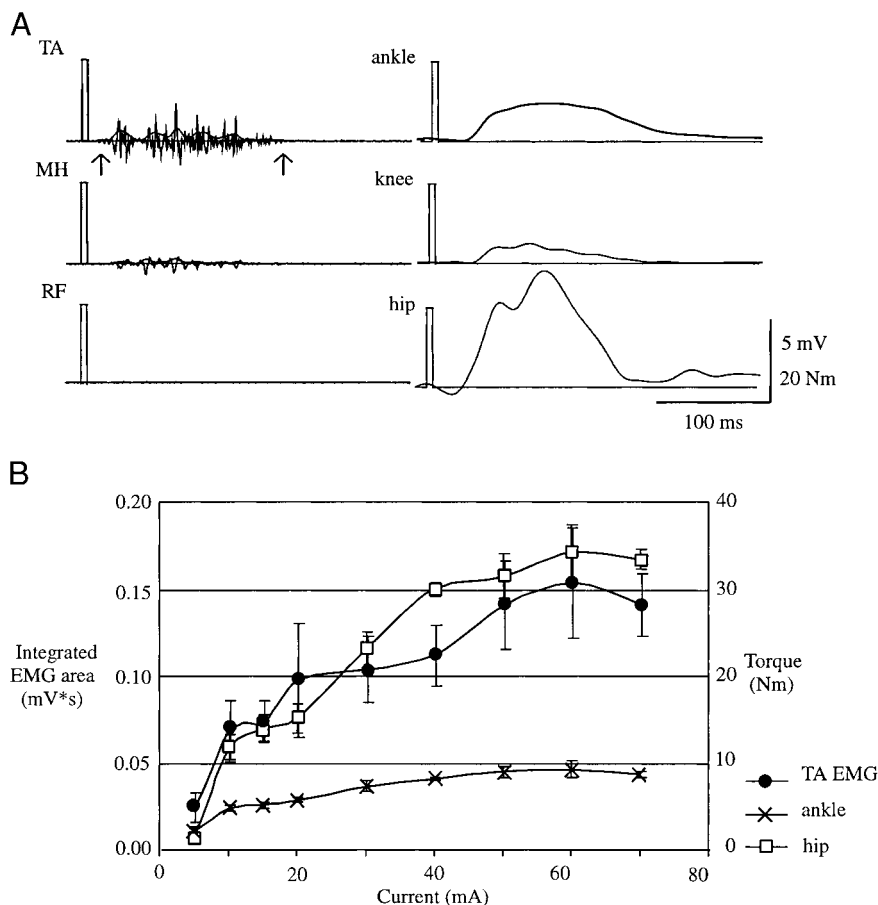 A
TA
ankle
MH
knee
RF
hip
5 mV
20 Nm
100 ms
B
0.20
0.15
0.10
0.05
0.00
Integrated
EMG area
(mV*s)
40
30
20
10
0
Torque
(Nm)
0
20
40
60
80
Current (mA)
TA EMG
ankle
hip